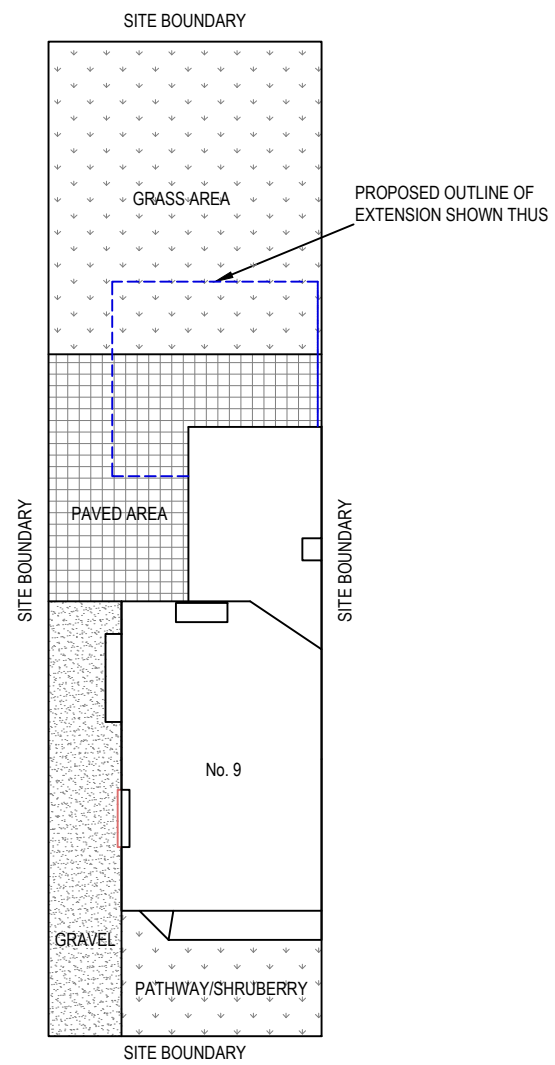 SITE BOUNDARY
GRASS AREA
PROPOSED OUTLINE OF
EXTENSION SHOWN THUS
SITE BOUNDARY
PAVED AREA
SITE BOUNDARY
No. 9
GRAVEL
PATHWAY/SHRUBERRY
SITE BOUNDARY